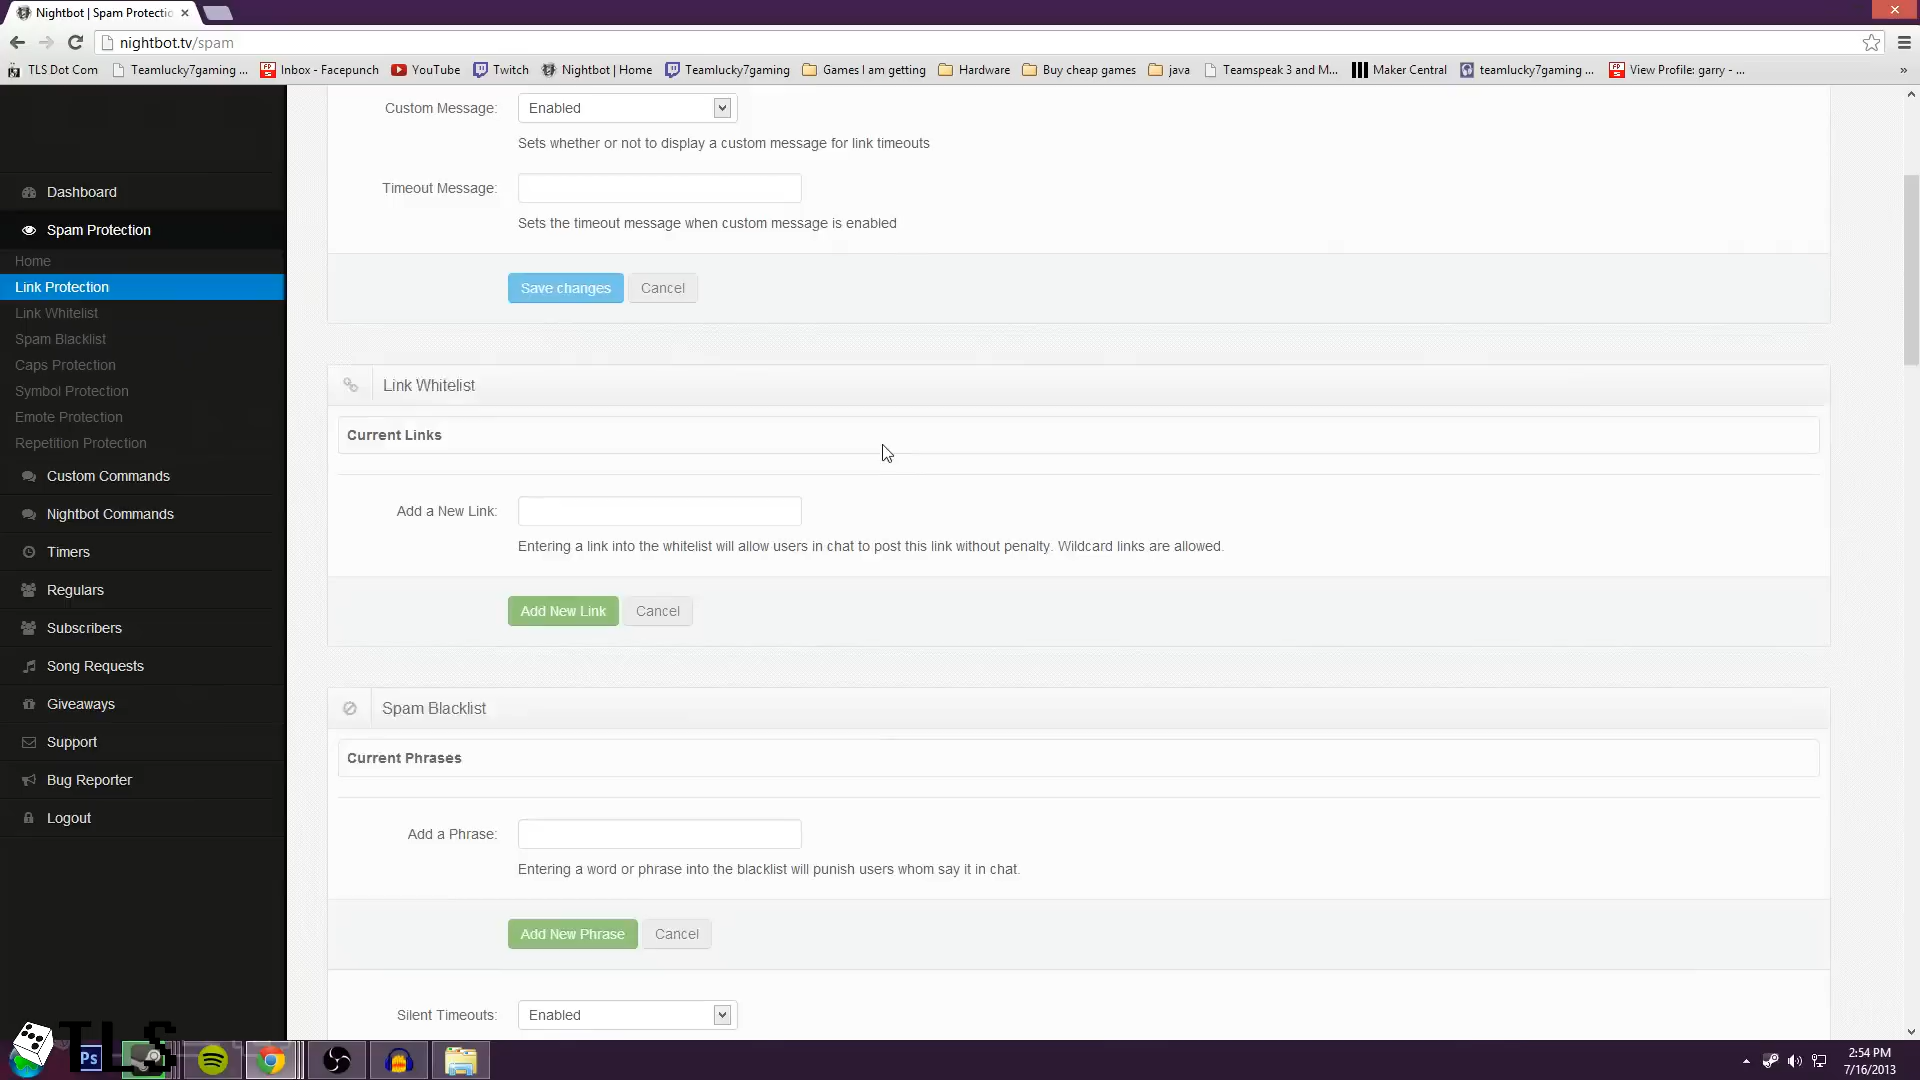 Nightbot | Spam Protectio
nightbot.tv/spam
TLS Dot Com
Teamlucky7gaming ...
Inbox - Facepunch
YouTube
Twitch
Nightbot | Home
Teamlucky7gaming
Games I am getting
Hardware
Buy cheap games
java
Teamspeak 3 and M...
Maker Central
teamlucky7gaming ...
View Profile: garry - ...
»
Dashboard
Spam Protection
Home
Link Protection
Link Whitelist
Spam Blacklist
Caps Protection
Symbol Protection
Emote Protection
Repetition Protection
Custom Commands
Nightbot Commands
Timers
Regulars
Subscribers
Song Requests
Giveaways
Support
Bug Reporter
Logout
Custom Message: Enabled
Sets whether or not to display a custom message for link timeouts
Timeout Message:
Sets the timeout message when custom message is enabled
Save changes Cancel
Link Whitelist
Current Links
Add a New Link:
Entering a link into the whitelist will allow users in chat to post this link without penalty. Wildcard links are allowed.
Add New Link Cancel
Spam Blacklist
Current Phrases
Add a Phrase:
Entering a word or phrase into the blacklist will punish users whom say it in chat.
Add New Phrase Cancel
Silent Timeouts: Enabled
TLS
Ps
2:54 PM
7/16/2013